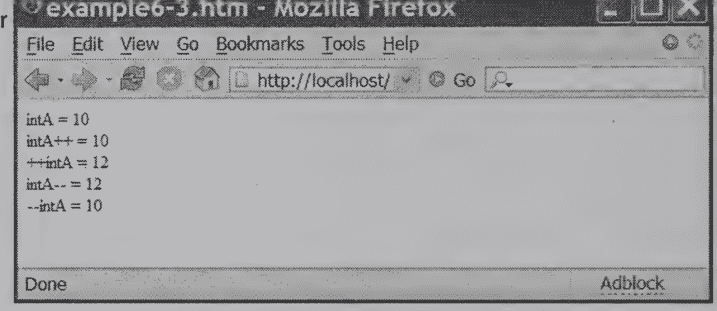 example6-3.htm - Mozilla Firefox
r
File Edit View Go Bookmarks Tools Help
http://localhost/ Go
intA = 10
intA++ = 10
++intA = 12
intA-- = 12
--intA = 10
Done Adblock